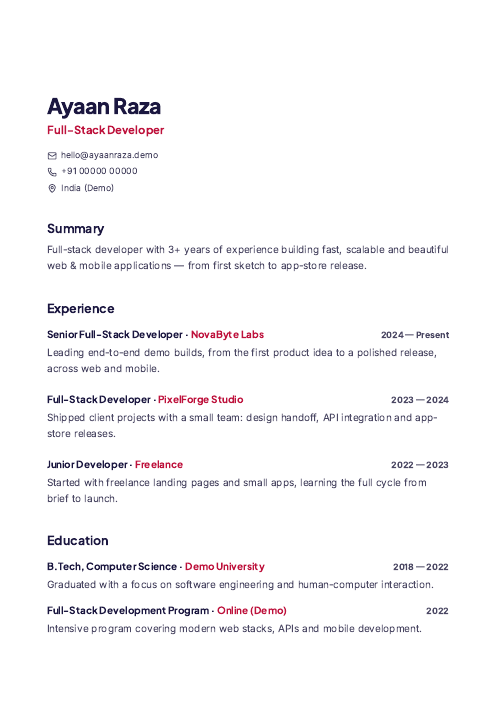 Ayaan Raza
Full-Stack Developer
hello@ayaanraza.demo
+91 00000 00000
India (Demo)
Summary
Full-stack developer with 3+ years of experience building fast, scalable and beautiful
web & mobile applications — from first sketch to app-store release.
Experience
Senior Full-Stack Developer · NovaByte Labs 2024 — Present
Leading end-to-end demo builds, from the first product idea to a polished release,
across web and mobile.
Full-Stack Developer · PixelForge Studio 2023 — 2024
Shipped client projects with a small team: design handoff, API integration and app-
store releases.
Junior Developer · Freelance 2022 — 2023
Started with freelance landing pages and small apps, learning the full cycle from
brief to launch.
Education
B.Tech, Computer Science · Demo University 2018 — 2022
Graduated with a focus on software engineering and human-computer interaction.
Full-Stack Development Program · Online (Demo) 2022
Intensive program covering modern web stacks, APIs and mobile development.